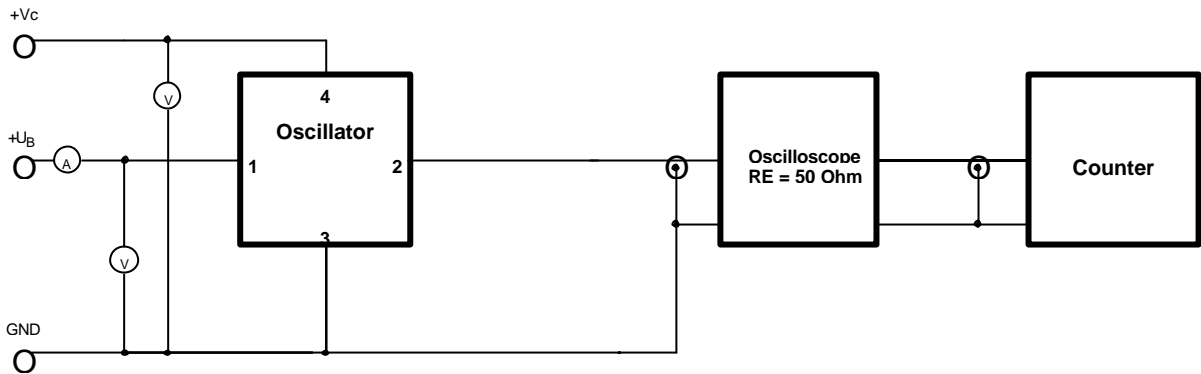 +Vc
4
V
Oscillator
+UB
A
1
2
Oscilloscope
RE = 50 Ohm
Counter
3
V
GND